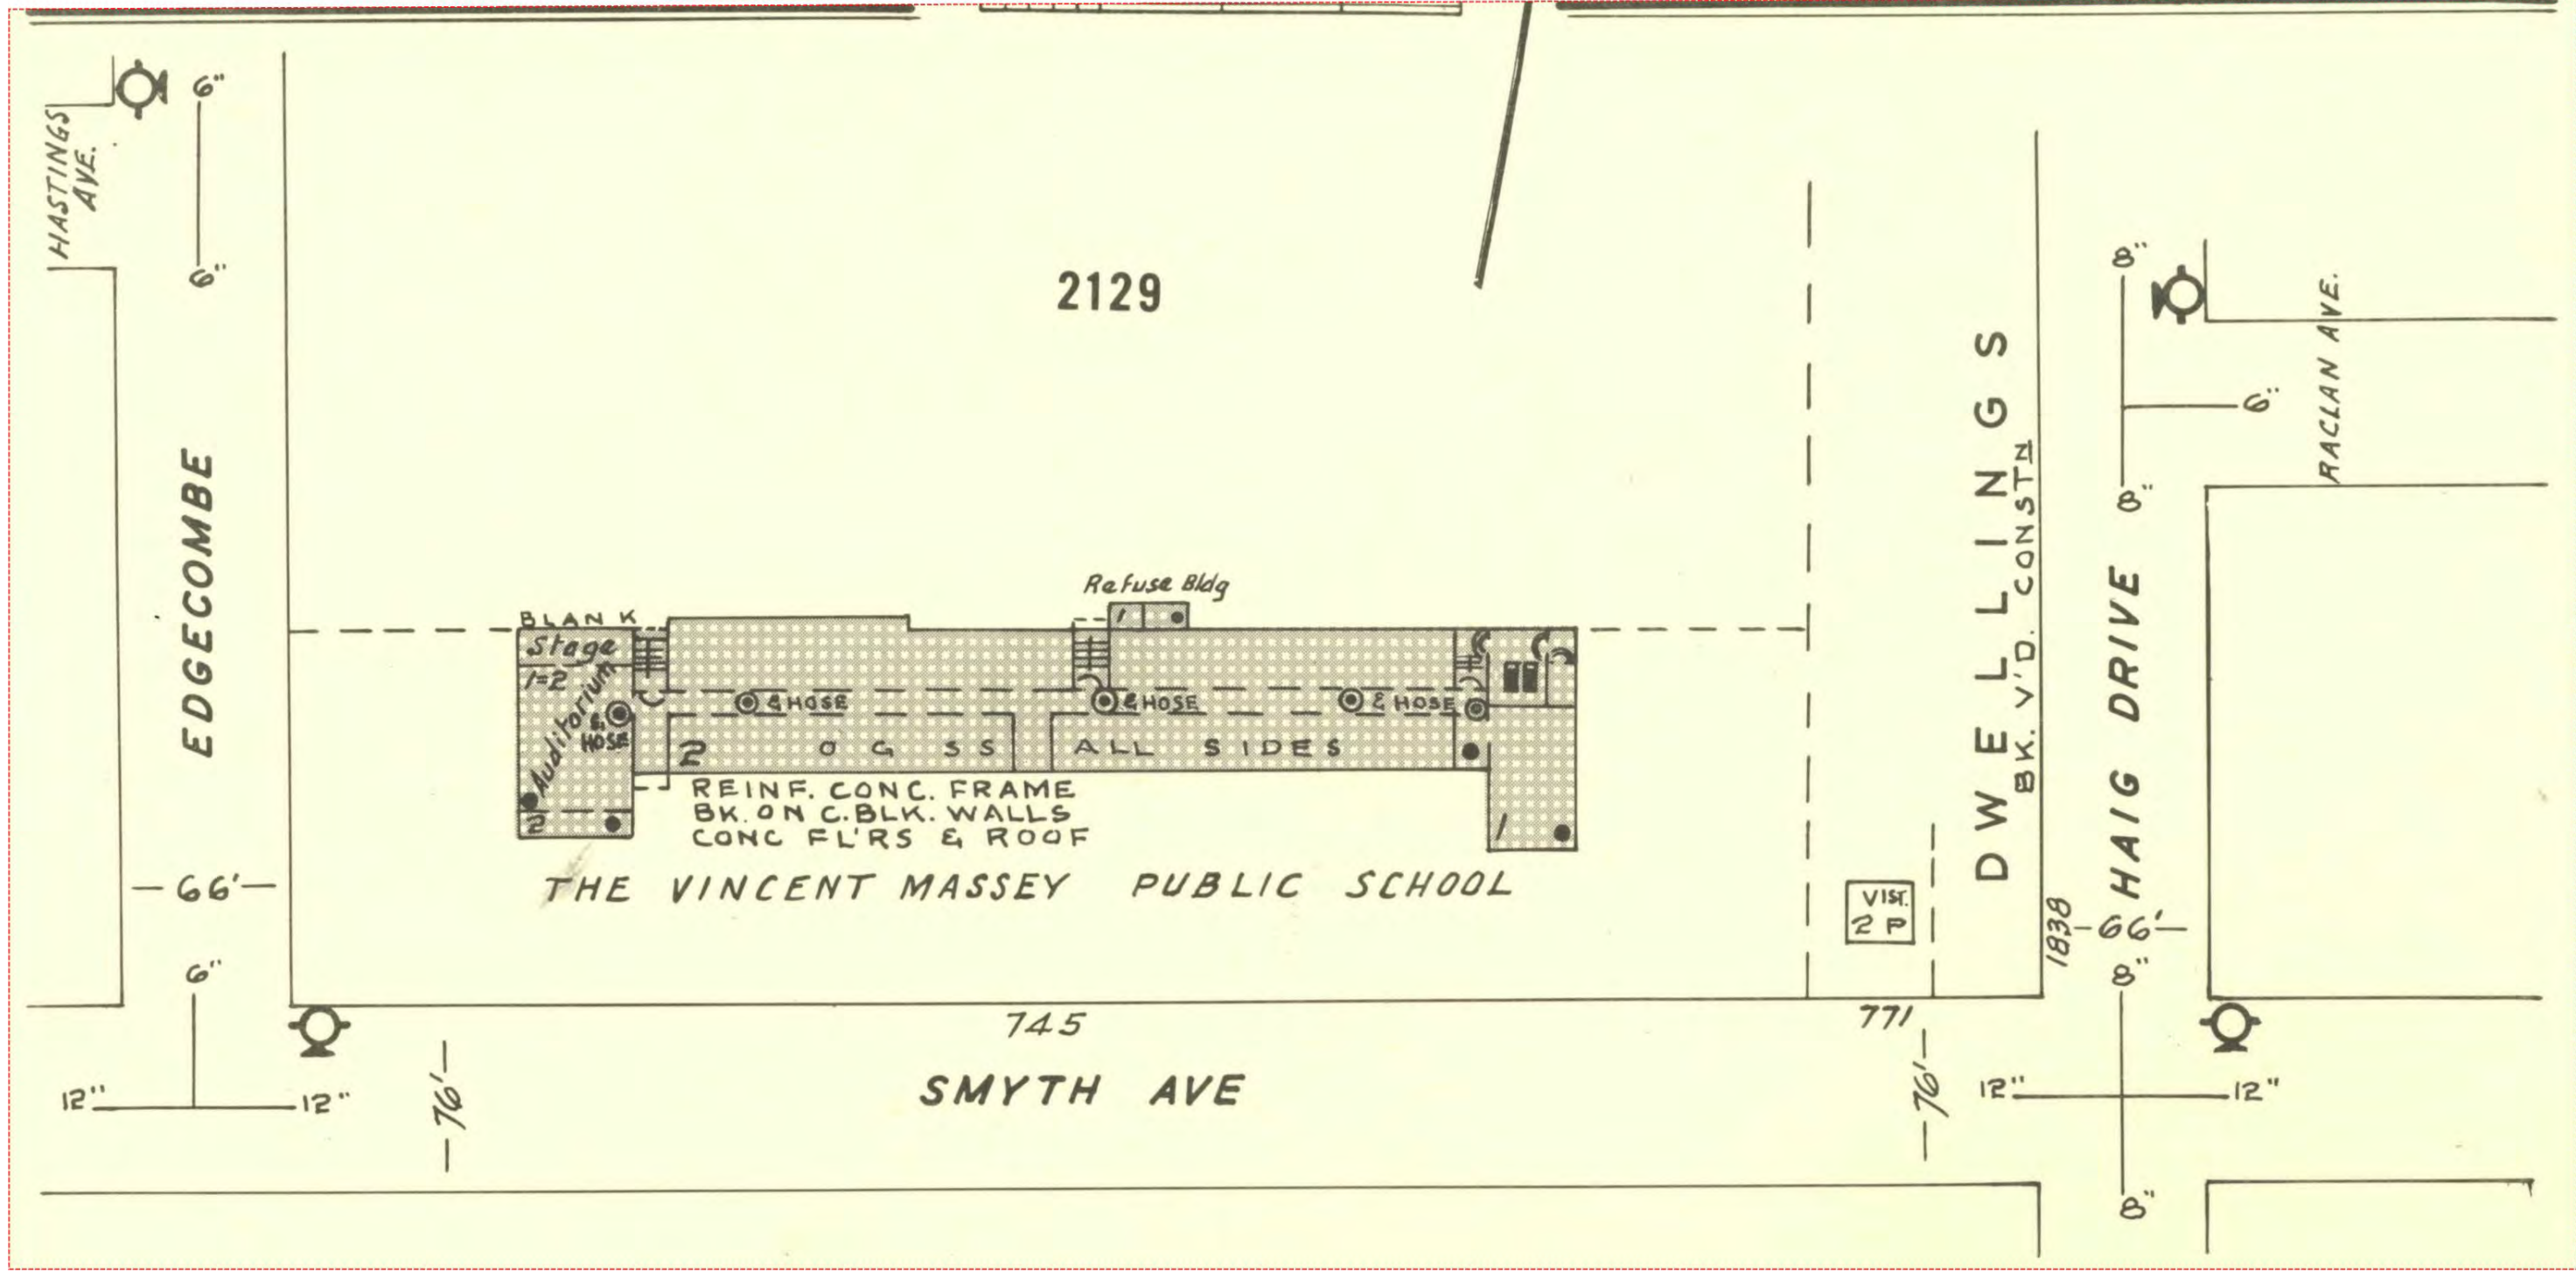 HASTINGS
AVE.
6"
6"
EDGECOMBE
66'
6"
12"
12"
76'
2129
Refuse Bldg
1
BLANK
Stage
1=2
Auditorium
& HOSE
2
& HOSE
& HOSE
& HOSE
2 O G SS ALL SIDES
1
REINF. CONC. FRAME
BK. ON C. BLK. WALLS
CONC FL'RS & ROOF
THE VINCENT MASSEY PUBLIC SCHOOL
745
SMYTH AVE
VIST.
2 P
771
76'
DWELLINGS
BK. V'D. CONSTN
1838
HAIG DRIVE
66'
8"
8"
6"
8"
12"
12"
8"
RACLAN AVE.